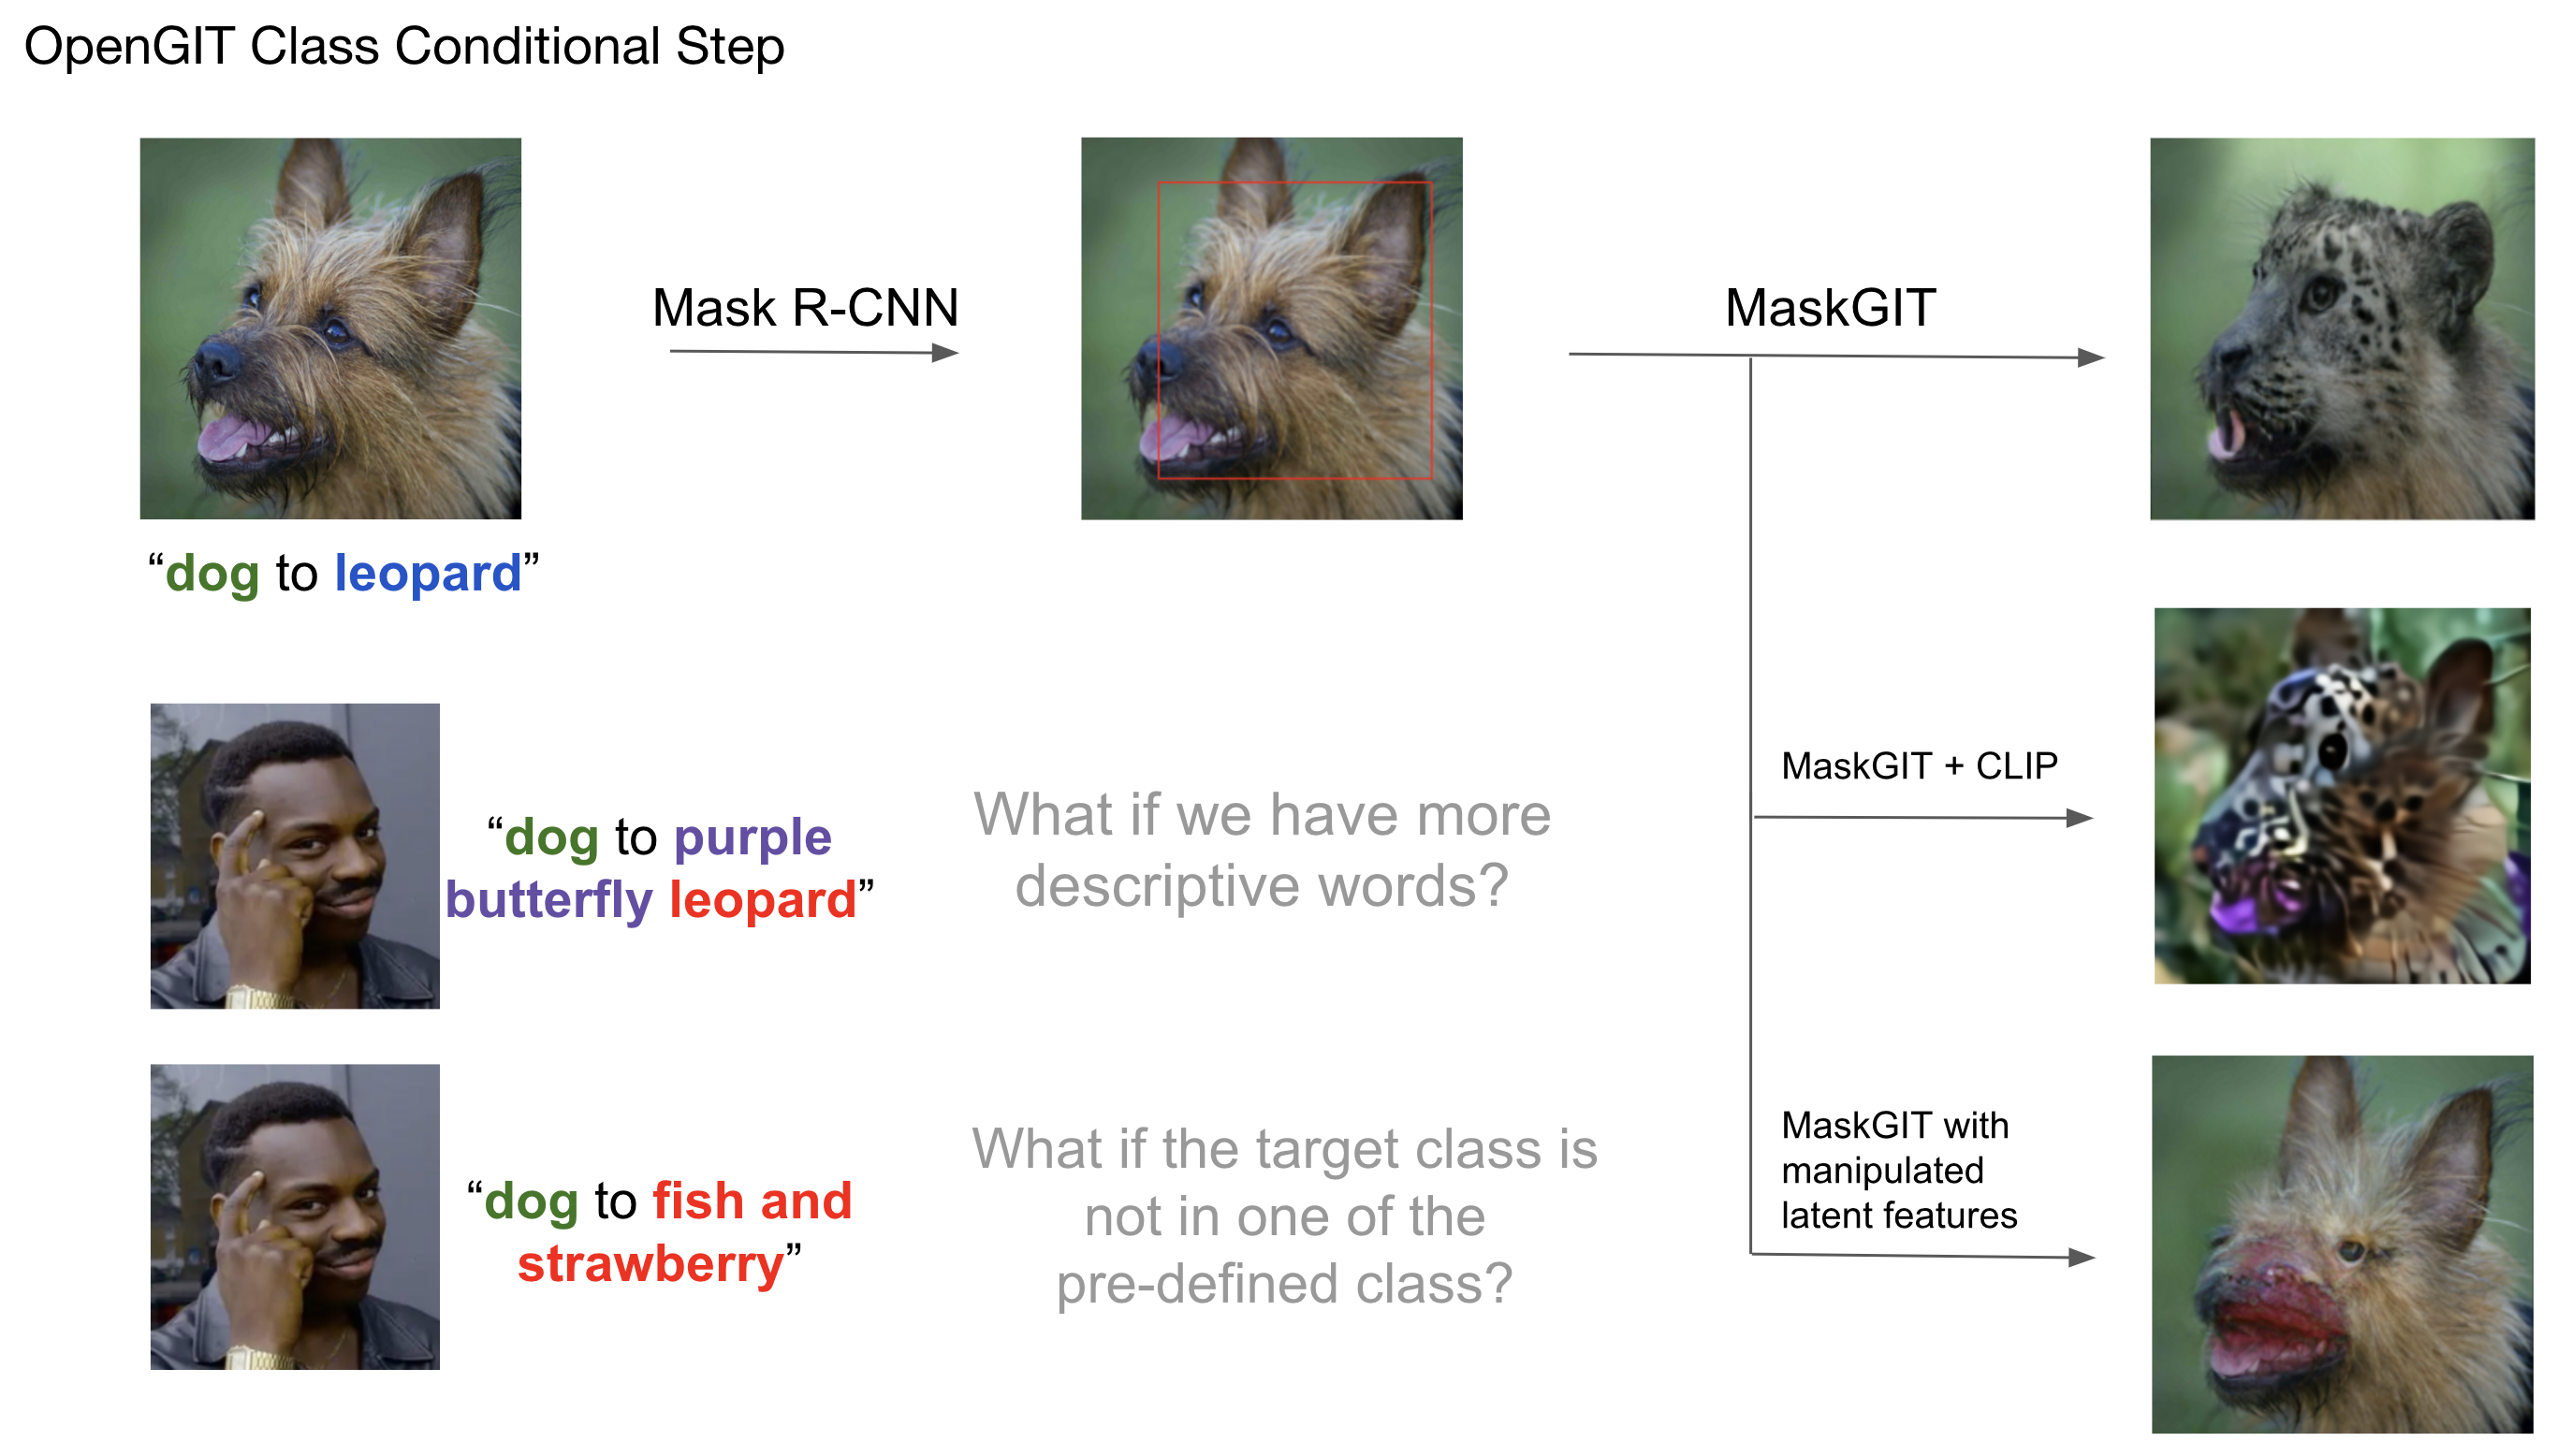 OpenGIT Class Conditional Step
Mask R-CNN
MaskGIT
“dog to leopard”
“dog to purple
butterfly leopard”
What if we have more
descriptive words?
MaskGIT + CLIP
“dog to fish and
strawberry”
What if the target class is
not in one of the
pre-defined class?
MaskGIT with
manipulated
latent features